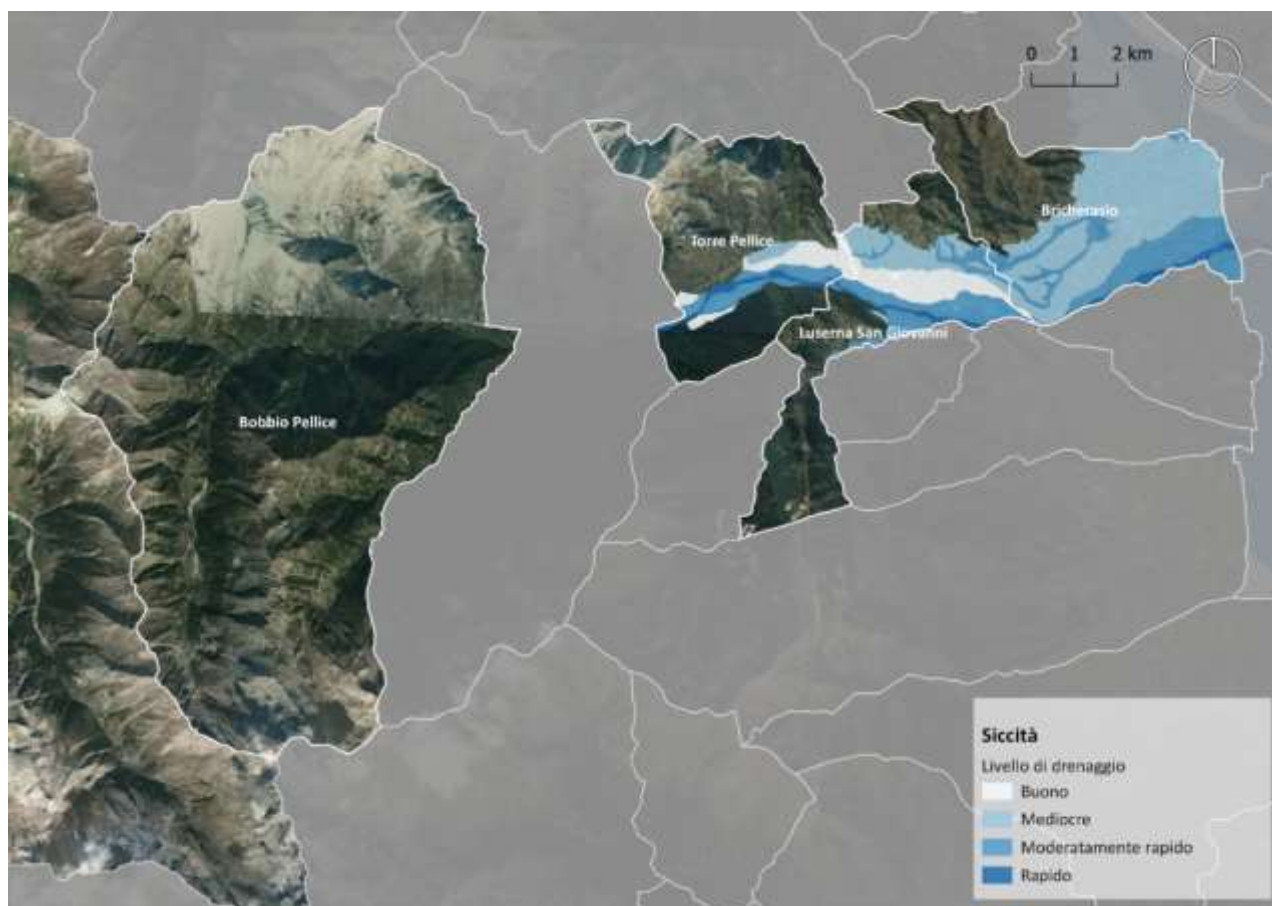 0 1 2 km
Bricherasio
Torre Pellice
Luserna San Giovanni
Bobbio Pellice
Siccità
Livello di drenaggio
Buono
Mediocre
Moderatamente rapido
Rapido